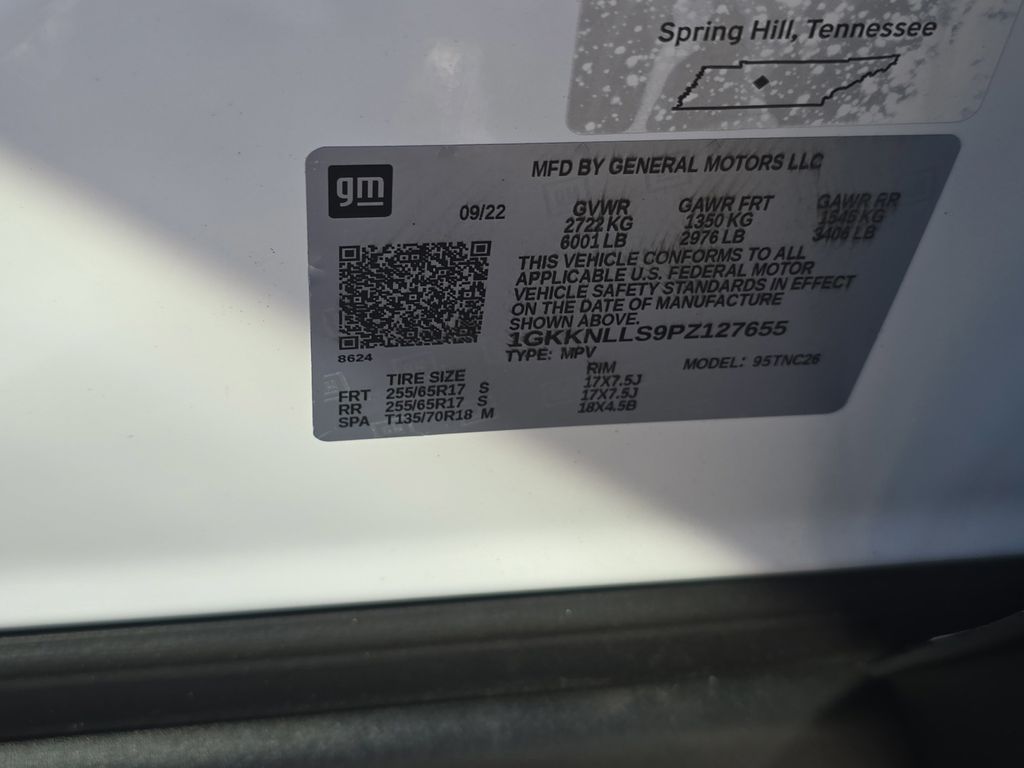 Spring Hill, Tennessee
gm
MFD BY GENERAL MOTORS LLC
09/22
GVWR GAWR FRT GAWR RR
2722 KG 1350 KG 1545 KG
6001 LB 2976 LB 3406 LB
THIS VEHICLE CONFORMS TO ALL
APPLICABLE U.S. FEDERAL MOTOR
VEHICLE SAFETY STANDARDS IN EFFECT
ON THE DATE OF MANUFACTURE
SHOWN ABOVE.
1GKKNLLS9PZ127655
8624
TYPE: MPV MODEL: 95TNC26
TIRE SIZE RIM
FRT 255/65R17 S 17X7.5J
RR 255/65R17 S 17X7.5J
SPA T135/70R18 M 18X4.5B